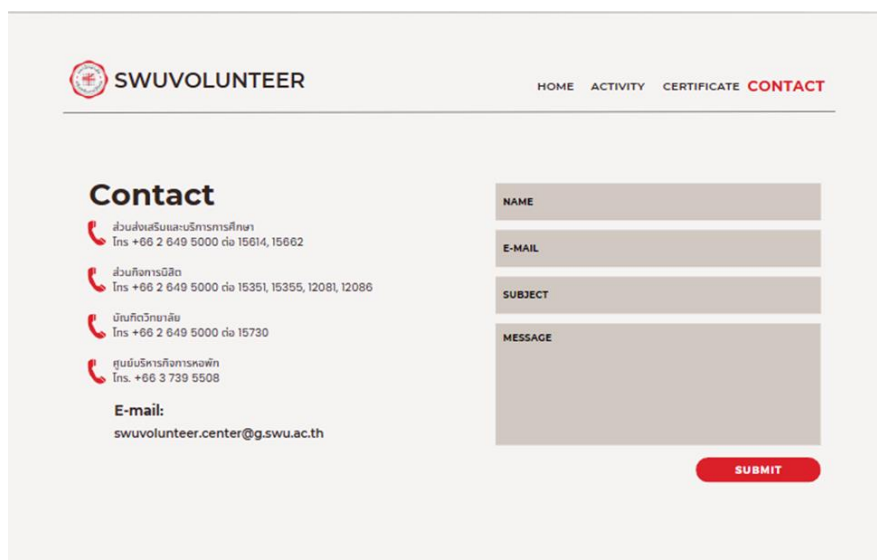 SWUVOLUNTEER
HOME ACTIVITY CERTIFICATE CONTACT
Contact
ส่วนส่งเสริมและบริการการศึกษา
โทร +66 2 649 5000 ต่อ 15614, 15662
ส่วนกิจการนิสิต
โทร +66 2 649 5000 ต่อ 15351, 15355, 12081, 12086
บัณฑิตวิทยาลัย
โทร +66 2 649 5000 ต่อ 15730
ศูนย์บริหารกิจการหอพัก
โทร. +66 3 739 5508
E-mail:
swuvolunteer.center@g.swu.ac.th
NAME
E-MAIL
SUBJECT
MESSAGE
SUBMIT